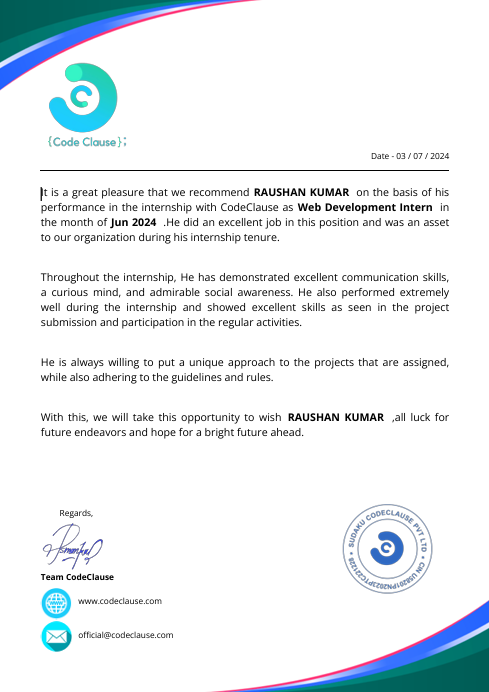 {Code Clause};
Date - 03 / 07 / 2024
It is a great pleasure that we recommend RAUSHAN KUMAR on the basis of his
performance in the internship with CodeClause as Web Development Intern in
the month of Jun 2024 .He did an excellent job in this position and was an asset
to our organization during his internship tenure.
Throughout the internship, He has demonstrated excellent communication skills,
a curious mind, and admirable social awareness. He also performed extremely
well during the internship and showed excellent skills as seen in the project
submission and participation in the regular activities.
He is always willing to put a unique approach to the projects that are assigned,
while also adhering to the guidelines and rules.
With this, we will take this opportunity to wish RAUSHAN KUMAR ,all luck for
future endeavors and hope for a bright future ahead.
Regards,
Team CodeClause
www.codeclause.com
official@codeclause.com
SUDAKU CODECLAUSE PVT LTD
CIN